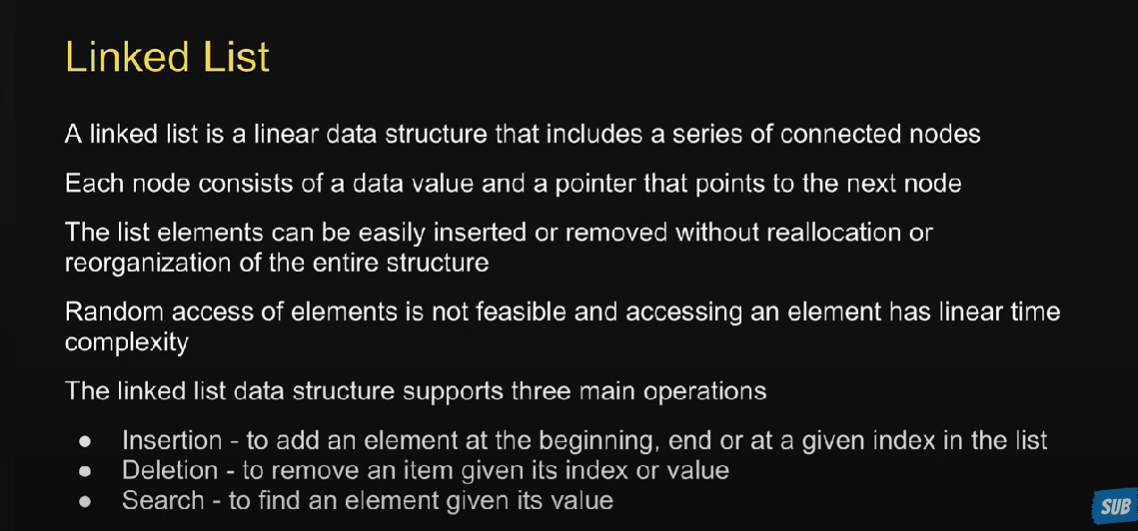 Linked List
A linked list is a linear data structure that includes a series of connected nodes
Each node consists of a data value and a pointer that points to the next node
The list elements can be easily inserted or removed without reallocation or
reorganization of the entire structure
Random access of elements is not feasible and accessing an element has linear time
complexity
The linked list data structure supports three main operations
● Insertion - to add an element at the beginning, end or at a given index in the list
● Deletion - to remove an item given its index or value
● Search - to find an element given its value
SUB